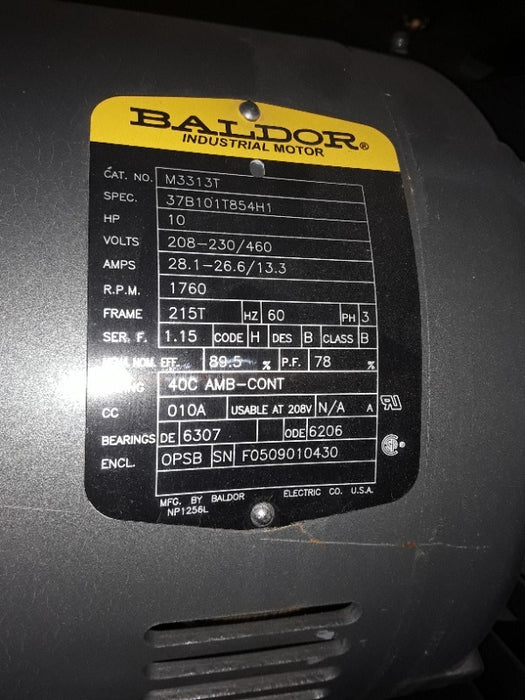 BALDOR®
INDUSTRIAL MOTOR
CAT. NO. M3313T
SPEC. 37B101T854H1
HP 10
VOLTS 208-230/460
AMPS 28.1-26.6/13.3
R.P.M. 1760
FRAME 215T HZ 60 PH 3
SER. F. 1.15 CODE H DES B CLASS B
NOM. EFF. 89.5 % P.F. 78 %
40C AMB-CONT
CC 010A USABLE AT 208V N/A A
BEARINGS DE 6307 ODE 6206
ENCL. OPSB SN F0509010430
MFG. BY BALDOR ELECTRIC CO. U.S.A.
NP1256L